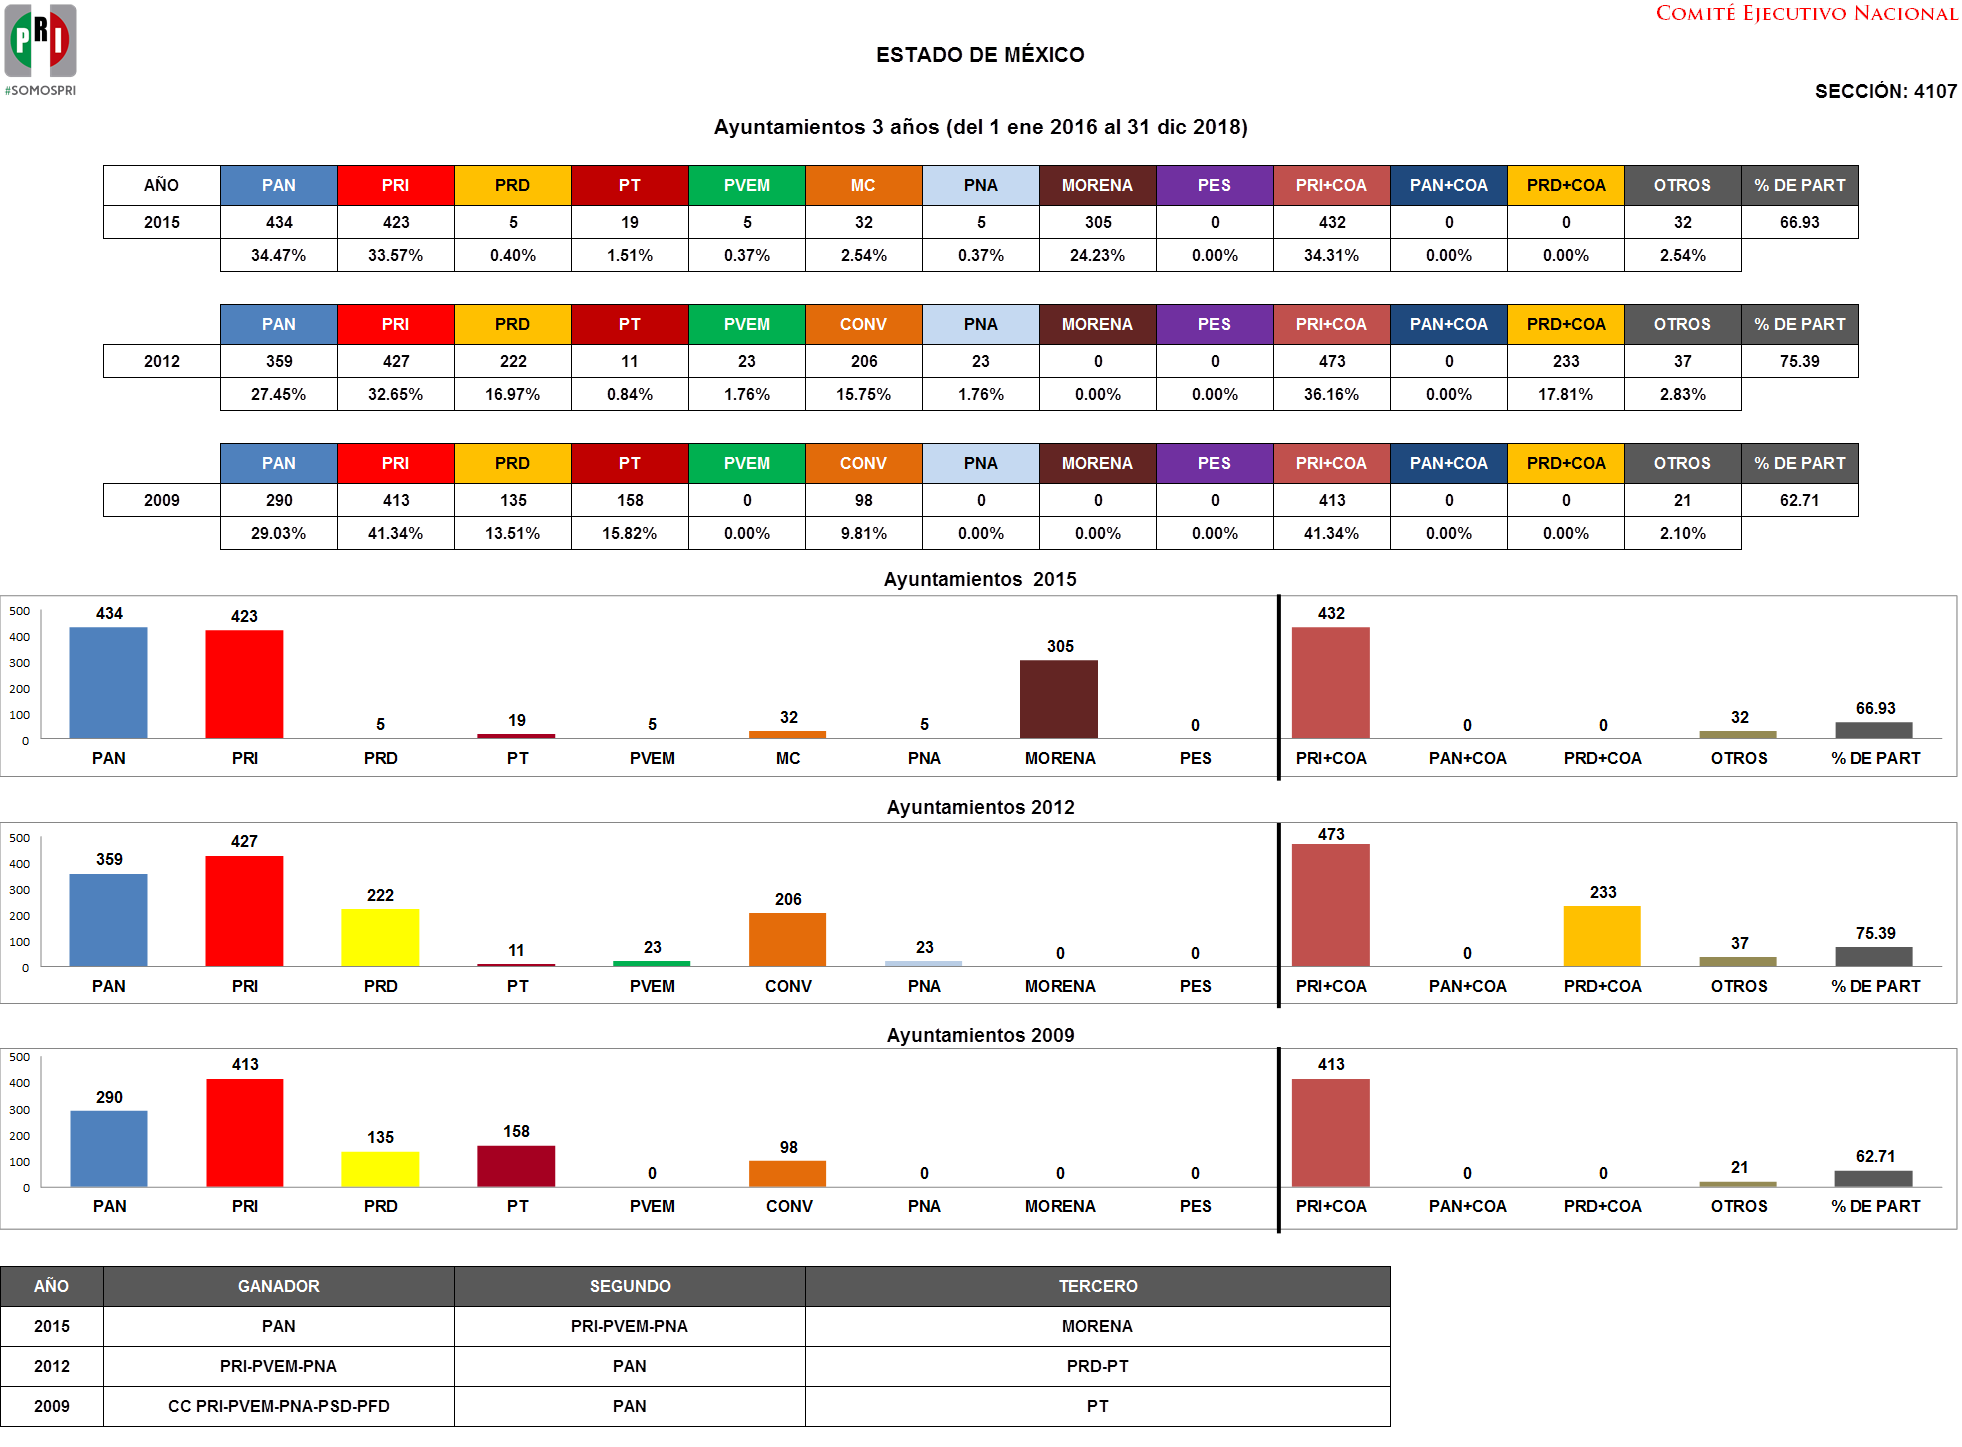 PRI
#SOMOSPRI
COMITÉ EJECUTIVO NACIONAL
ESTADO DE MÉXICO
SECCIÓN: 4107
Ayuntamientos 3 años (del 1 ene 2016 al 31 dic 2018)
AÑO PAN PRI PRD PT PVEM MC PNA MORENA PES PRI+COA PAN+COA PRD+COA OTROS % DE PART
2015 434 423 5 19 5 32 5 305 0 432 0 0 32 66.93
34.47% 33.57% 0.40% 1.51% 0.37% 2.54% 0.37% 24.23% 0.00% 34.31% 0.00% 0.00% 2.54%
PAN PRI PRD PT PVEM CONV PNA MORENA PES PRI+COA PAN+COA PRD+COA OTROS % DE PART
2012 359 427 222 11 23 206 23 0 0 473 0 233 37 75.39
27.45% 32.65% 16.97% 0.84% 1.76% 15.75% 1.76% 0.00% 0.00% 36.16% 0.00% 17.81% 2.83%
PAN PRI PRD PT PVEM CONV PNA MORENA PES PRI+COA PAN+COA PRD+COA OTROS % DE PART
2009 290 413 135 158 0 98 0 0 0 413 0 0 21 62.71
29.03% 41.34% 13.51% 15.82% 0.00% 9.81% 0.00% 0.00% 0.00% 41.34% 0.00% 0.00% 2.10%
Ayuntamientos 2015
500
400
300
200
100
0
434 423 5 19 5 32 5 305 0 432 0 0 32 66.93
PAN PRI PRD PT PVEM MC PNA MORENA PES PRI+COA PAN+COA PRD+COA OTROS % DE PART
Ayuntamientos 2012
500
400
300
200
100
0
359 427 222 11 23 206 23 0 0 473 0 233 37 75.39
PAN PRI PRD PT PVEM CONV PNA MORENA PES PRI+COA PAN+COA PRD+COA OTROS % DE PART
Ayuntamientos 2009
500
400
300
200
100
0
290 413 135 158 0 98 0 0 0 413 0 0 21 62.71
PAN PRI PRD PT PVEM CONV PNA MORENA PES PRI+COA PAN+COA PRD+COA OTROS % DE PART
AÑO GANADOR SEGUNDO TERCERO
2015 PAN PRI-PVEM-PNA MORENA
2012 PRI-PVEM-PNA PAN PRD-PT
2009 CC PRI-PVEM-PNA-PSD-PFD PAN PT